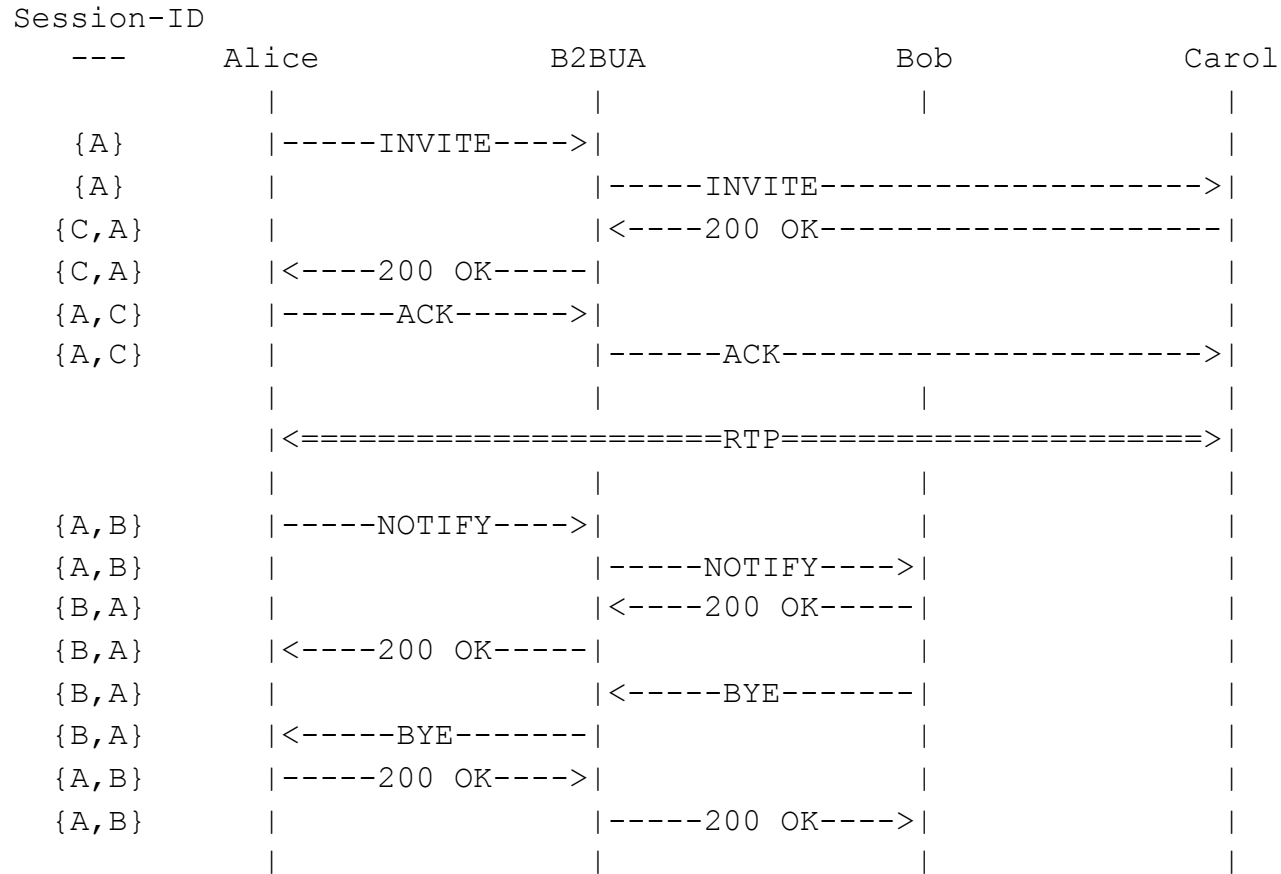 Session-ID
   ---     Alice            B2BUA             Bob            Carol
             |                |                |               |
   {A}       |-----INVITE---->|                                |
   {A}       |                |-----INVITE-------------------->|
  {C,A}      |                |<----200 OK---------------------|
  {C,A}      |<----200 OK-----|                                |
  {A,C}      |------ACK------>|                                |
  {A,C}      |                |------ACK---------------------->|
             |                |                |               |
             |<======================RTP======================>|
             |                |                |               |
  {A,B}      |-----NOTIFY---->|                |               |
  {A,B}      |                |-----NOTIFY---->|               |
  {B,A}      |                |<----200 OK-----|               |
  {B,A}      |<----200 OK-----|                |               |
  {B,A}      |                |<-----BYE-------|               |
  {B,A}      |<-----BYE-------|                |               |
  {A,B}      |-----200 OK---->|                |               |
  {A,B}      |                |-----200 OK---->|               |
             |                |                |               |